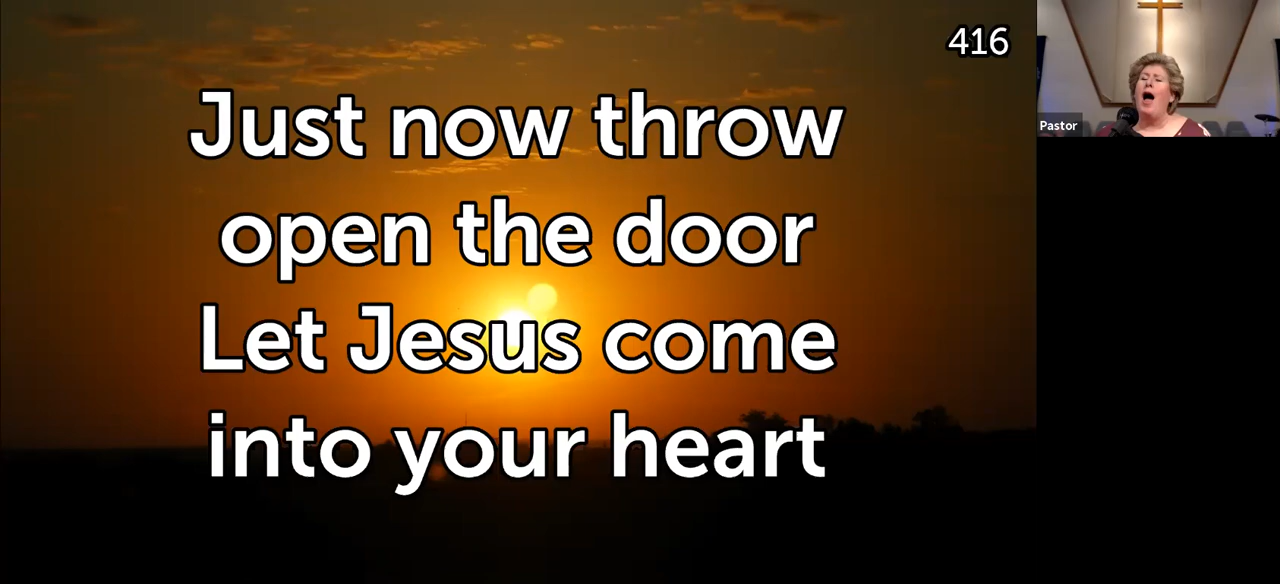 416
Just now throw
open the door
Let Jesus come
into your heart
Pastor